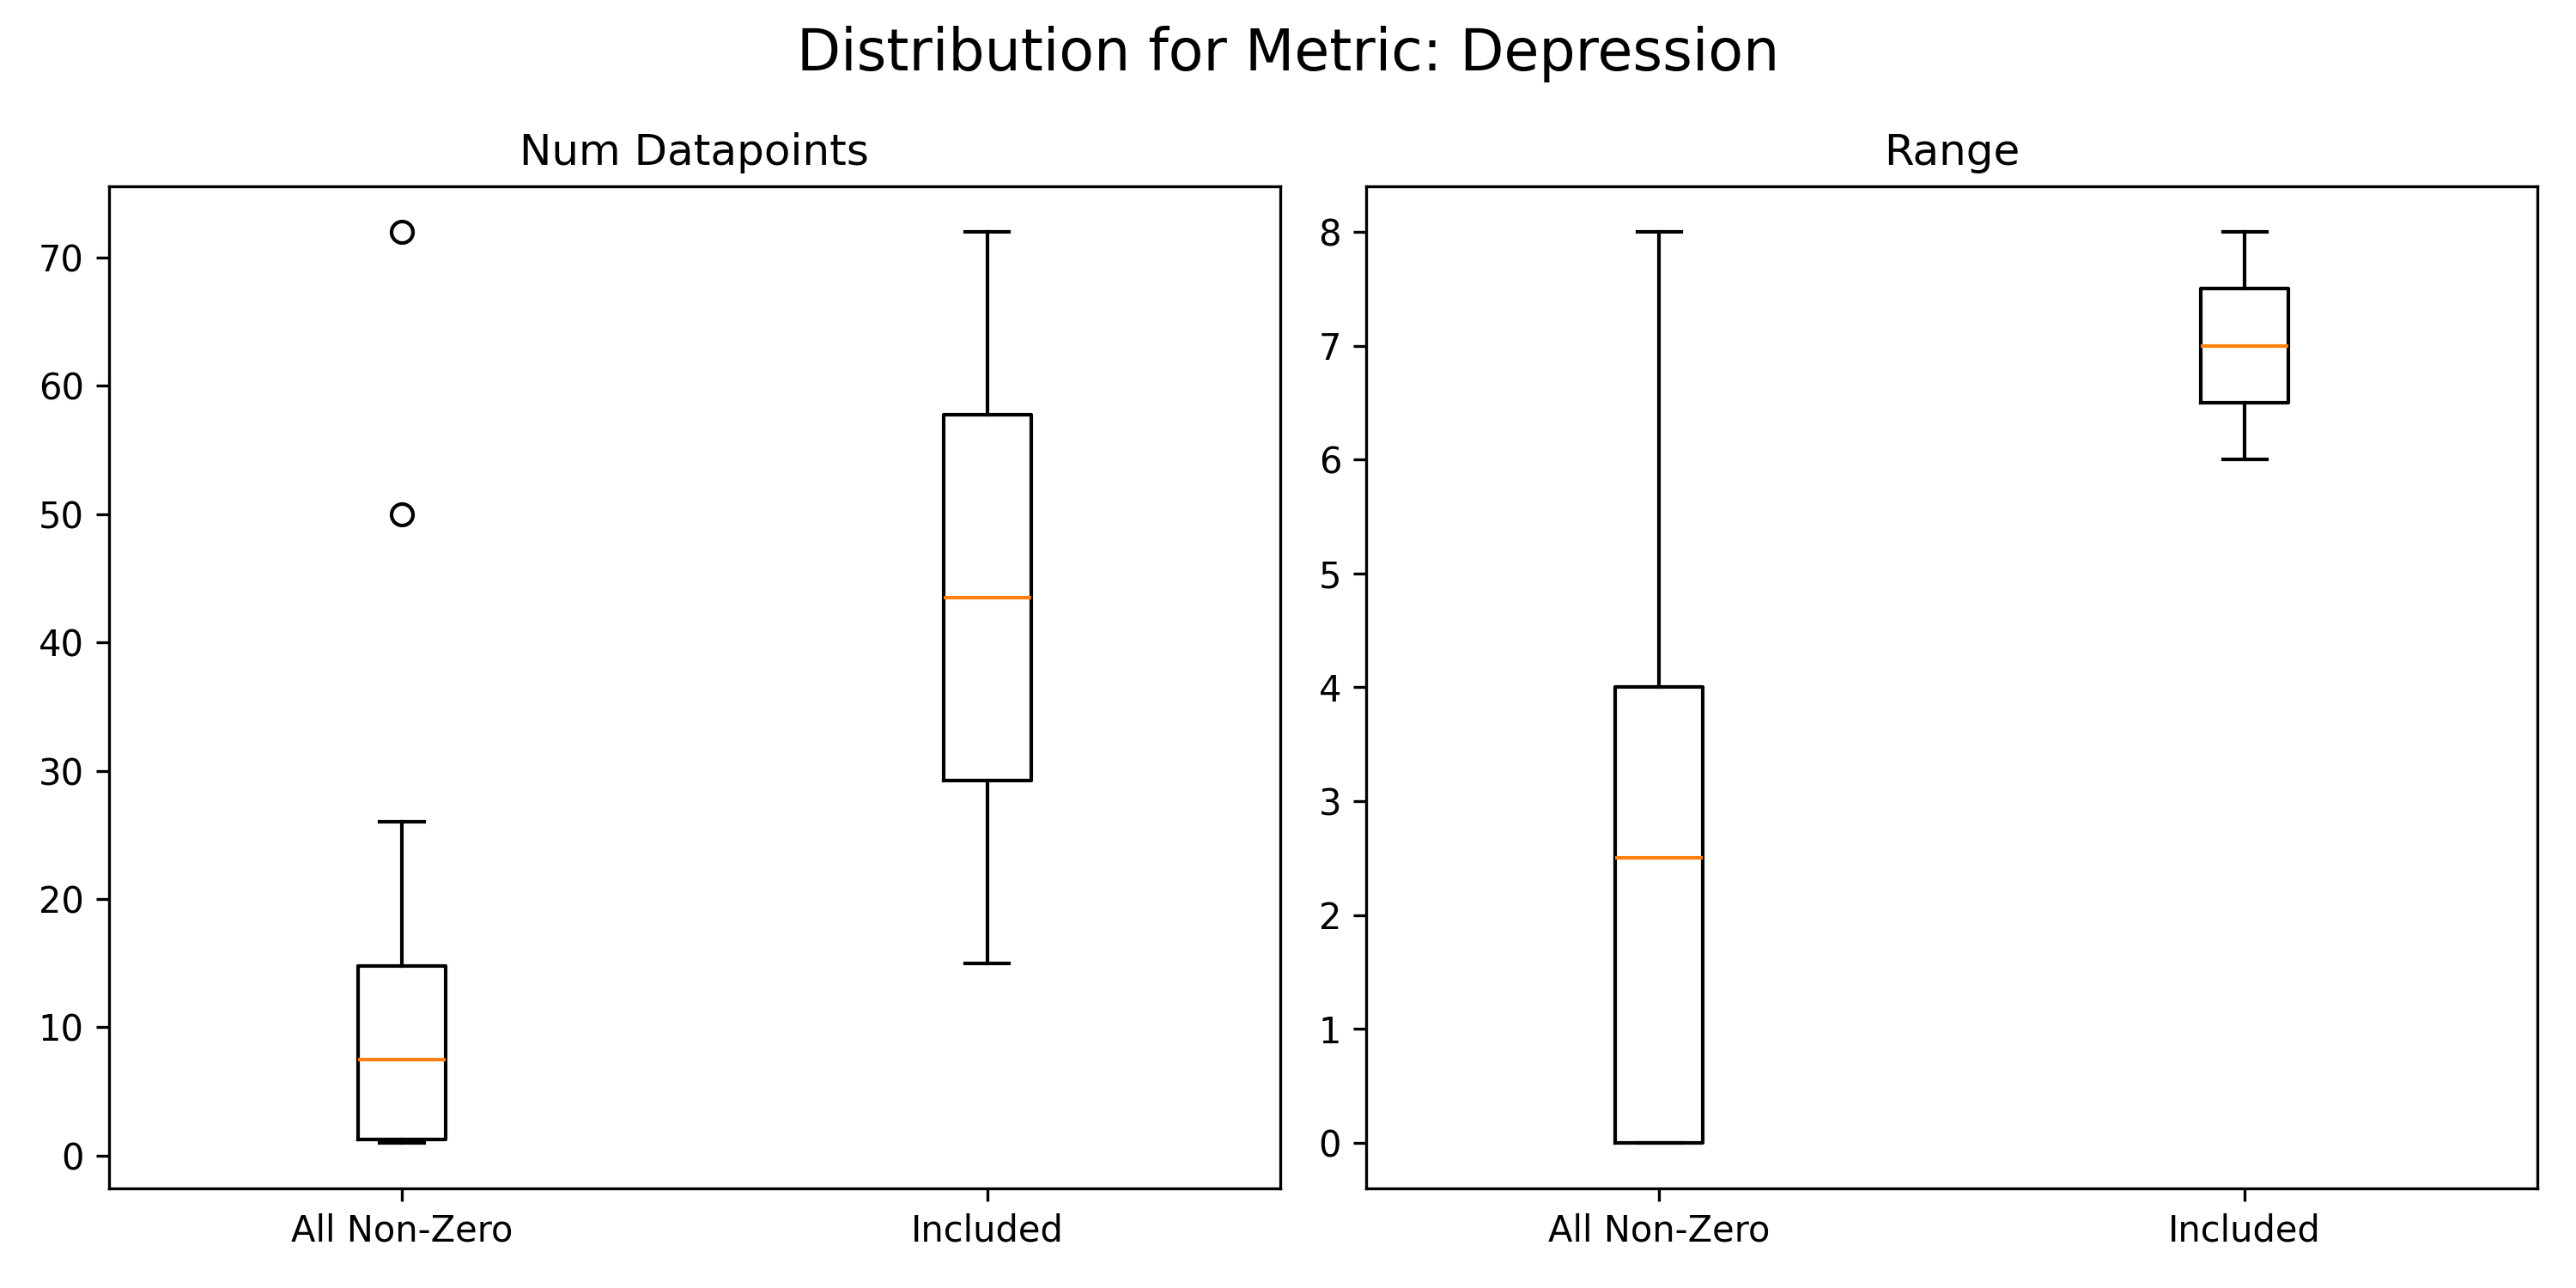 Distribution for Metric: Depression
Num Datapoints
70
60
50
40
30
20
10
0
All Non-Zero
Included
Range
8
7
6
5
4
3
2
1
0
All Non-Zero
Included